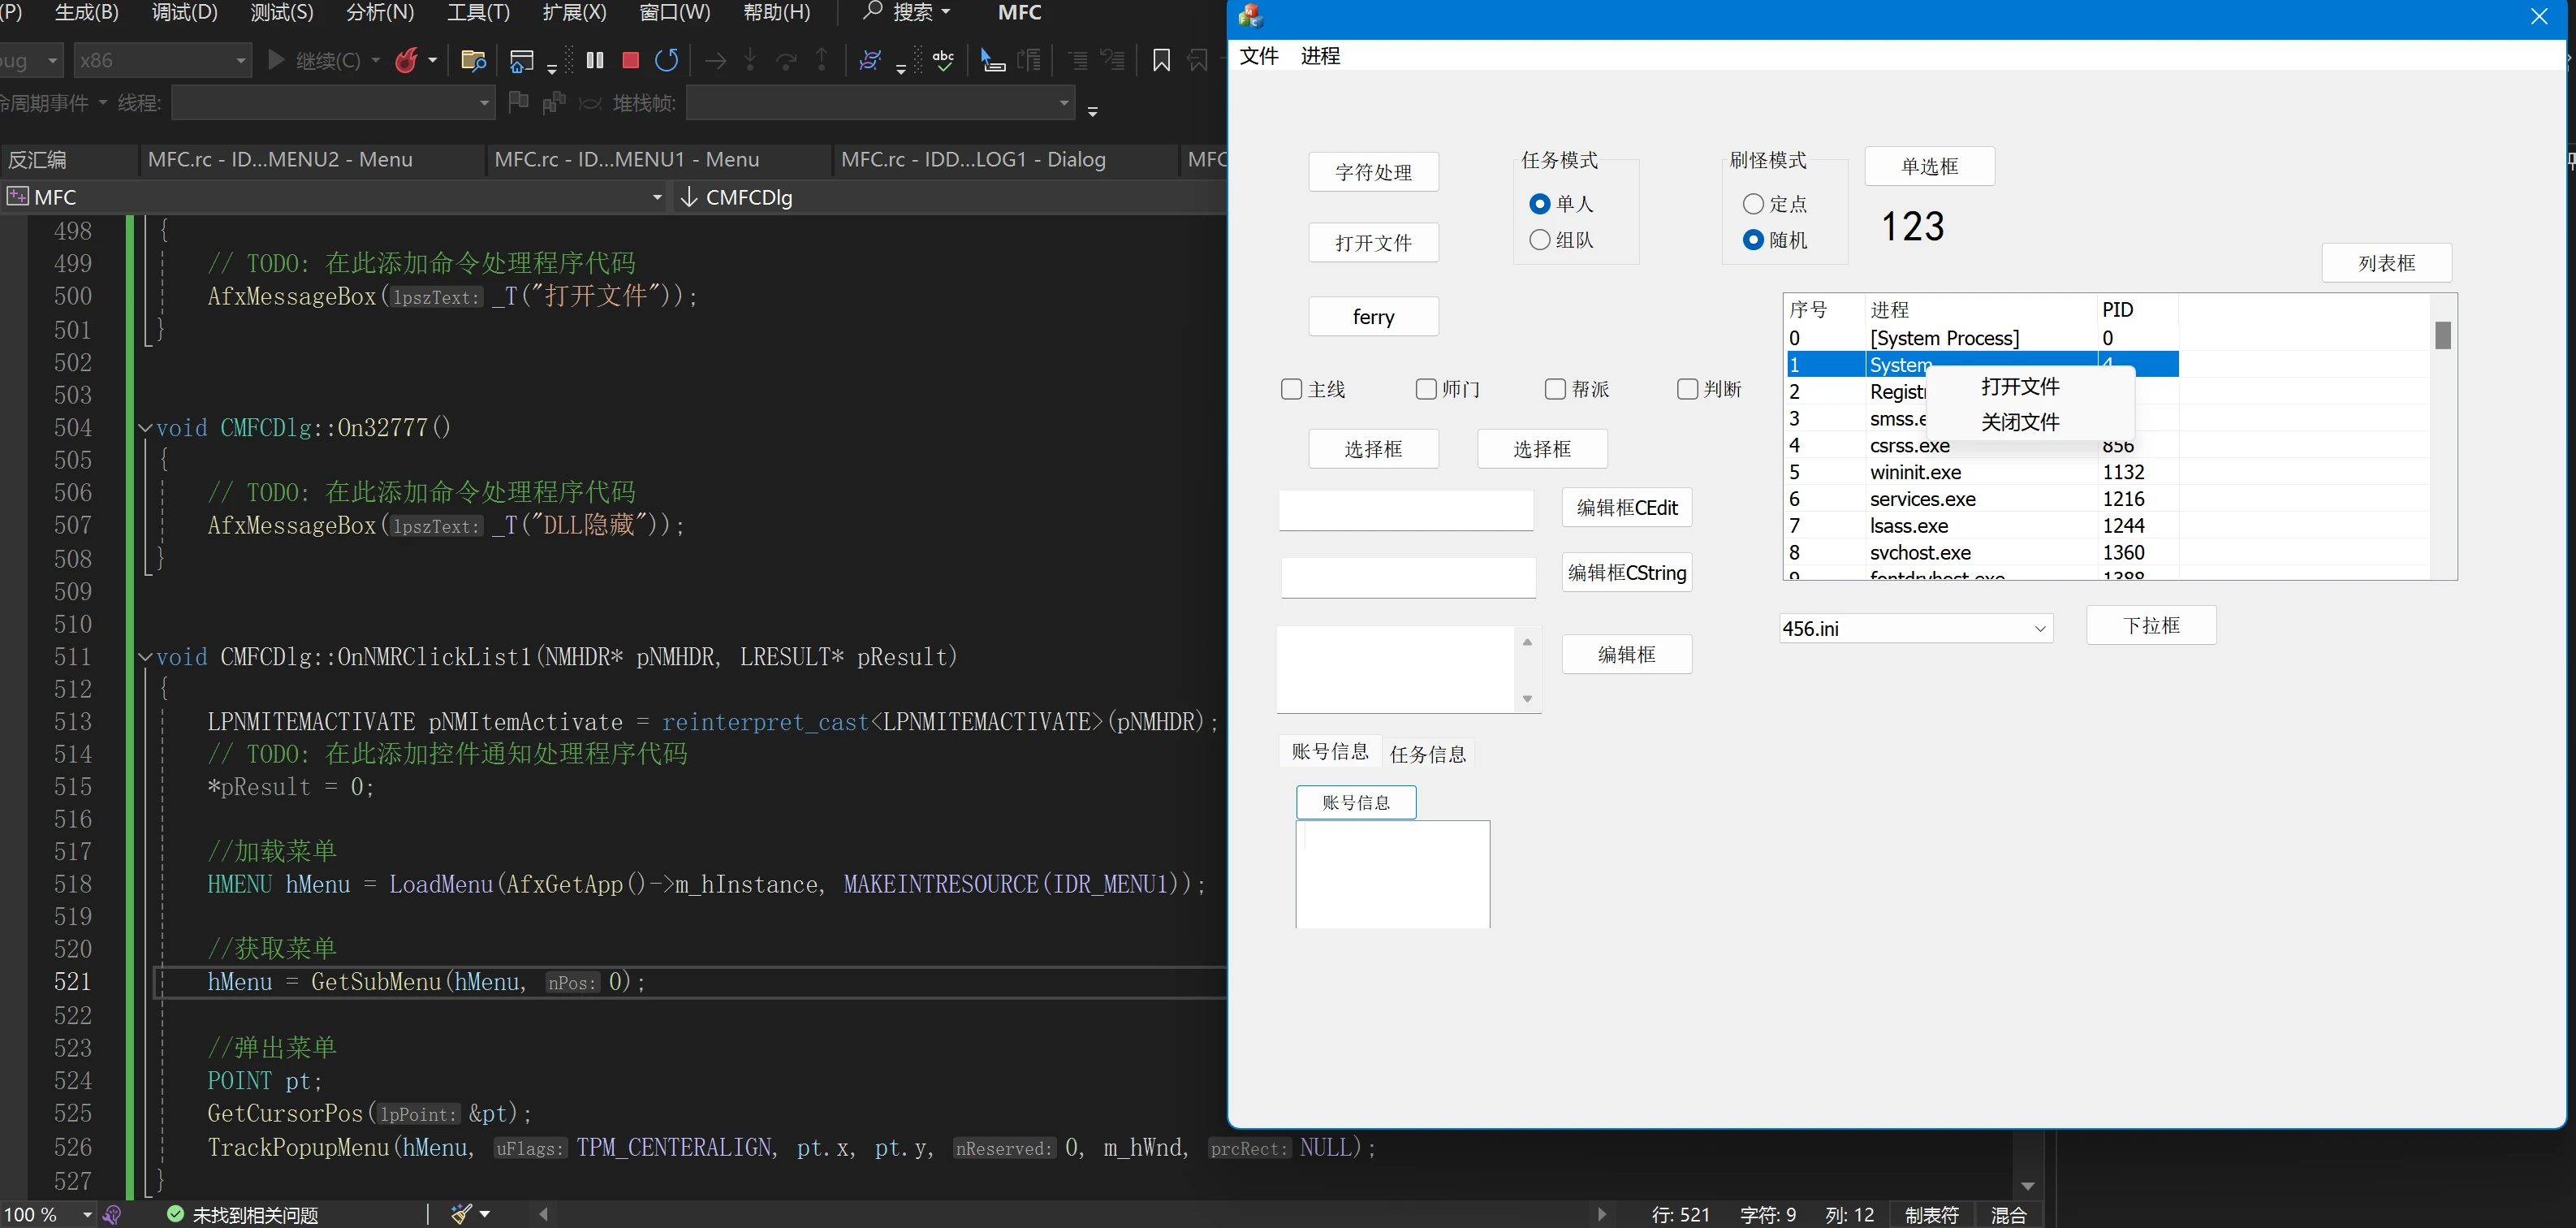 (P) 生成(B) 调试(D) 测试(S) 分析(N) 工具(T) 扩展(X) 窗口(W) 帮助(H) 搜索 MFC
x86 继续(C)
命周期事件 线程: 堆栈帧:
反汇编 MFC.rc - ID...MENU2 - Menu MFC.rc - ID...MENU1 - Menu MFC.rc - IDD...LOG1 - Dialog MFC
MFC CMFCDlg
498 {
499 // TODO: 在此添加命令处理程序代码
500 AfxMessageBox(lpszText: _T("打开文件"));
501 }
502
503
504 void CMFCDlg::On32777()
505 {
506 // TODO: 在此添加命令处理程序代码
507 AfxMessageBox(lpszText: _T("DLL隐藏"));
508 }
509
510
511 void CMFCDlg::OnNMRClickList1(NMHDR* pNMHDR, LRESULT* pResult)
512 {
513 LPNMITEMACTIVATE pNMItemActivate = reinterpret_cast<LPNMITEMACTIVATE>(pNMHDR);
514 // TODO: 在此添加控件通知处理程序代码
515 *pResult = 0;
516
517 //加载菜单
518 HMENU hMenu = LoadMenu(AfxGetApp()->m_hInstance, MAKEINTRESOURCE(IDR_MENU1));
519
520 //获取菜单
521 hMenu = GetSubMenu(hMenu, nPos: 0);
522
523 //弹出菜单
524 POINT pt;
525 GetCursorPos(lpPoint: &pt);
526 TrackPopupMenu(hMenu, uFlags: TPM_CENTERALIGN, pt.x, pt.y, nReserved: 0, m_hWnd, prcRect: NULL);
527 }
100 % 未找到相关问题 行: 521 字符: 9 列: 12 制表符 混合
文件 进程
字符处理
打开文件
ferry
任务模式
单人
组队
刷怪模式
定点
随机
单选框
123
列表框
主线 师门 帮派 判断
选择框 选择框
编辑框CEdit
编辑框CString
编辑框
序号 进程 PID
0 [System Process] 0
1 System 4
2
3
4 csrss.exe 856
5 wininit.exe 1132
6 services.exe 1216
7 lsass.exe 1244
8 svchost.exe 1360
打开文件
关闭文件
456.ini 下拉框
账号信息 任务信息
账号信息